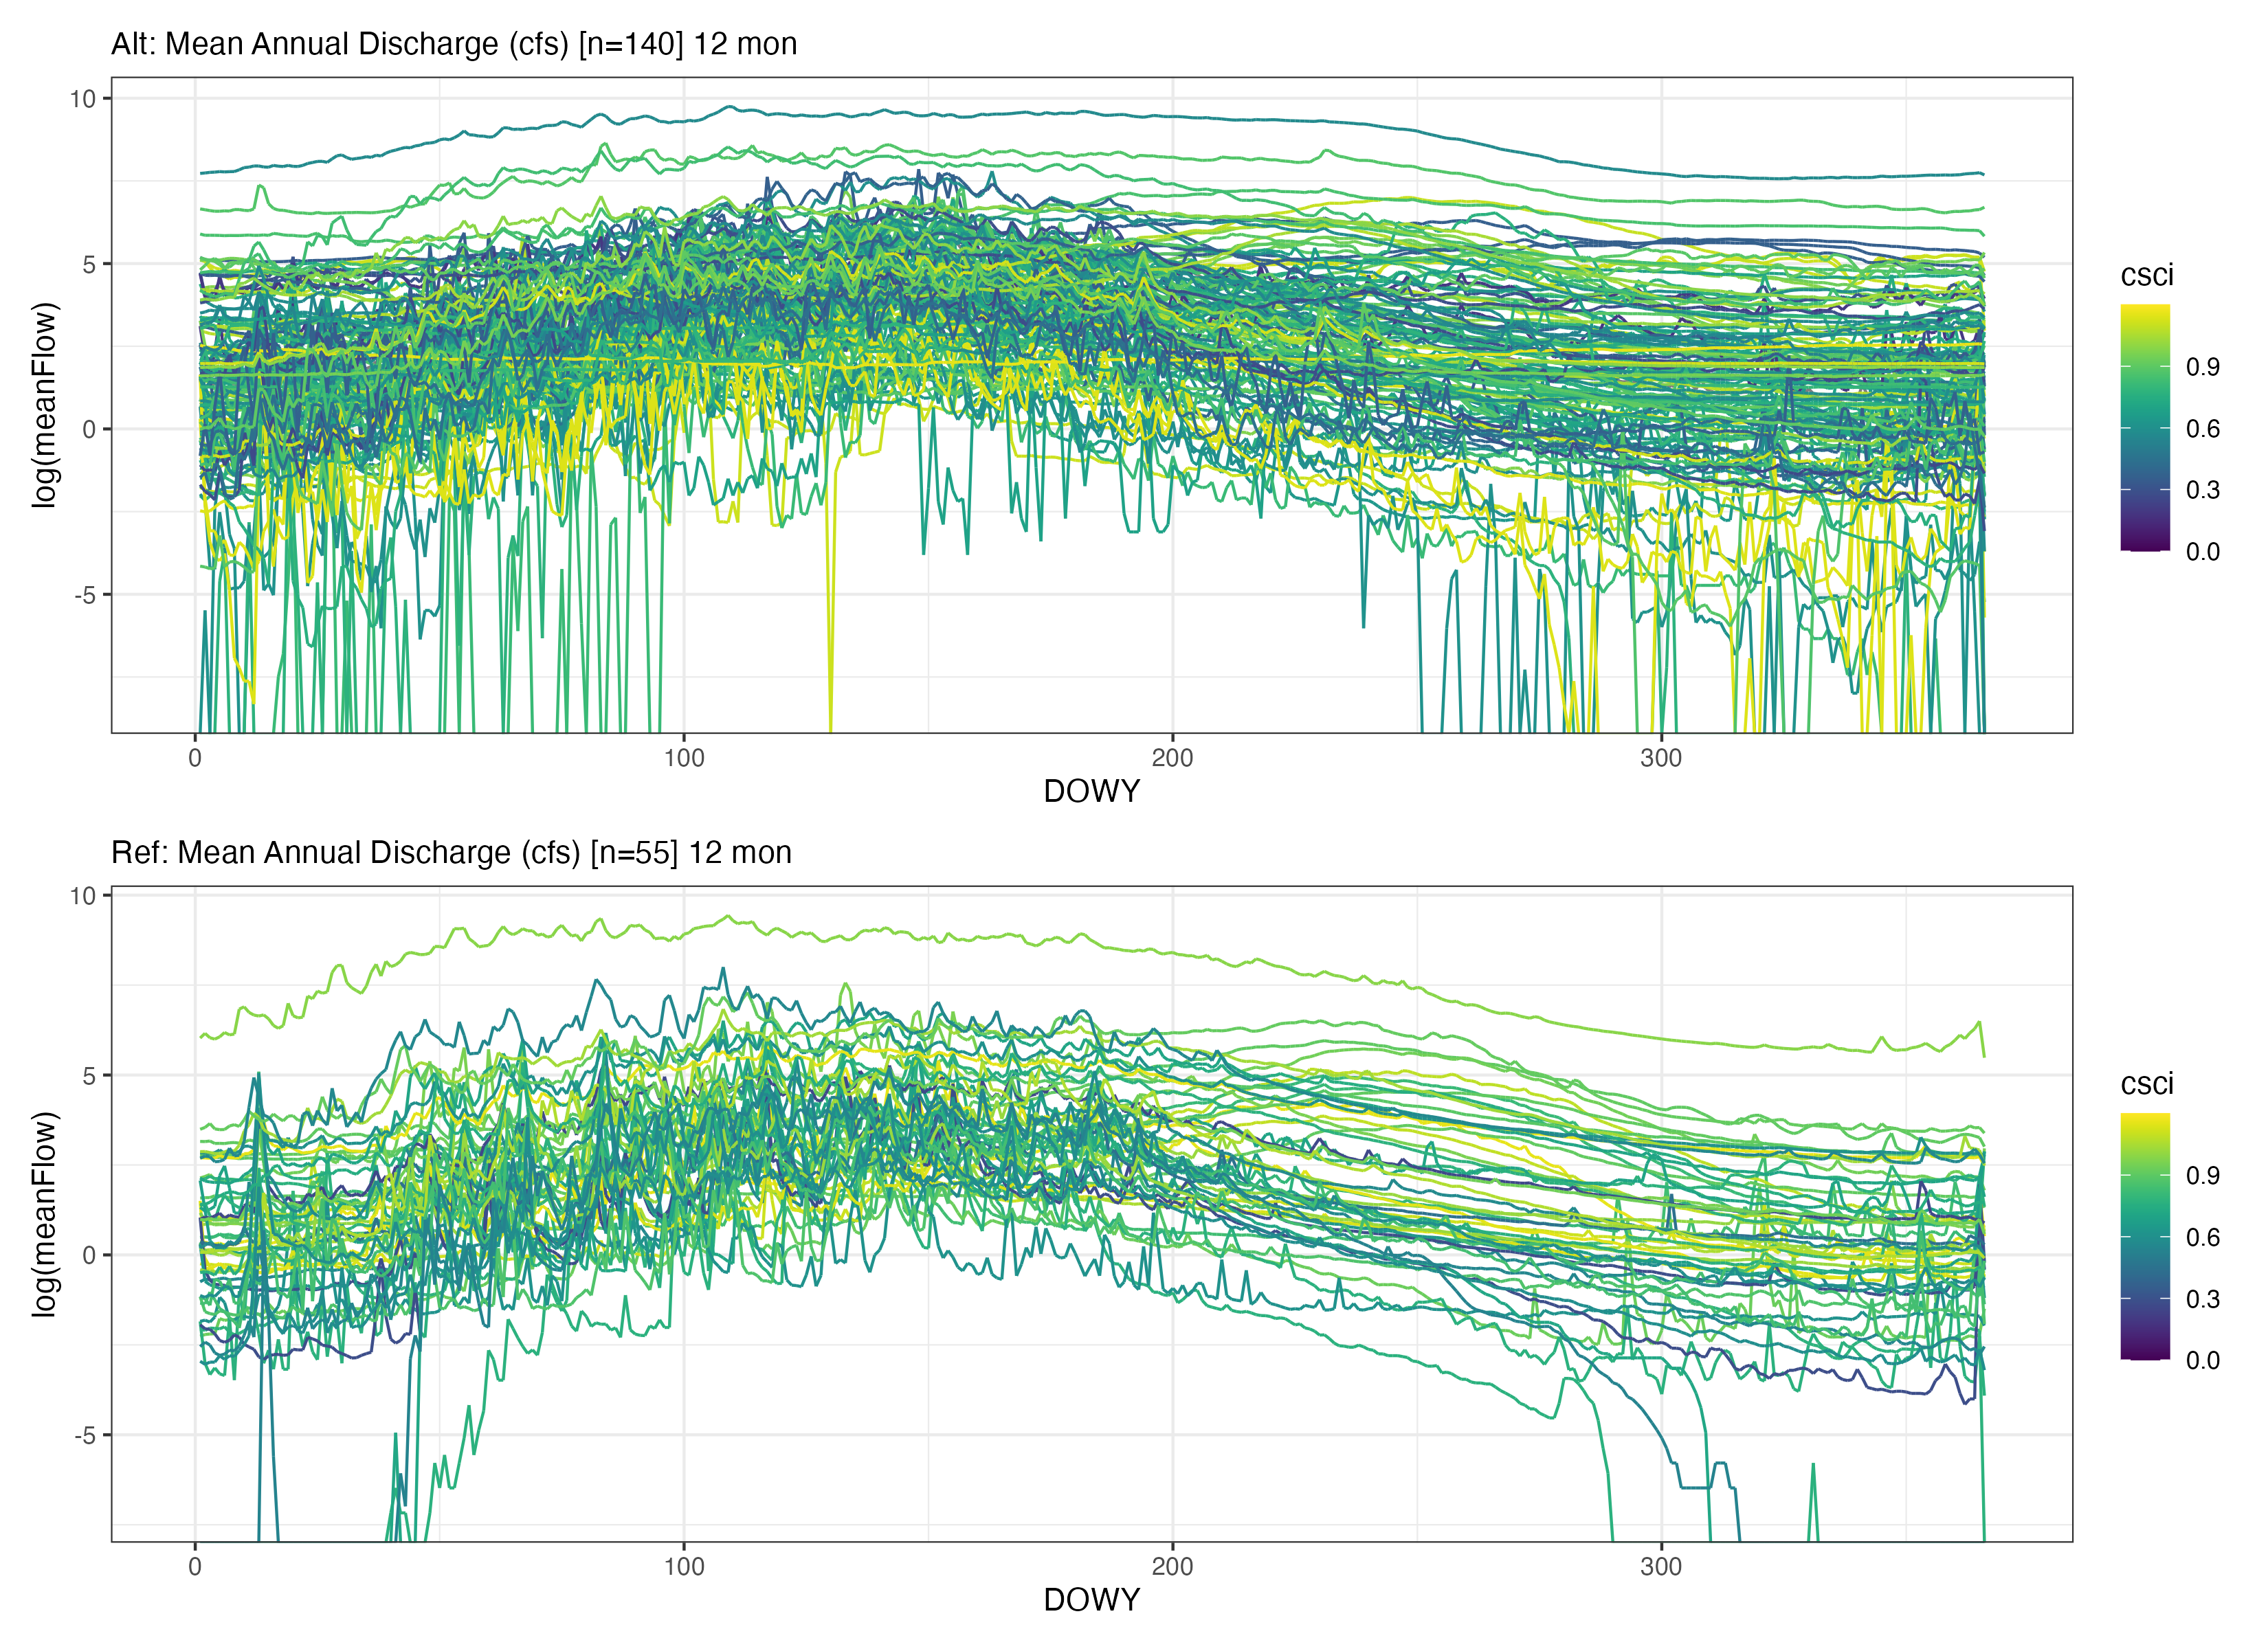 Alt: Mean Annual Discharge (cfs) [n=140] 12 mon
10
5
0
-5
log(meanFlow)
0 100 200 300
DOWY
csci
0.9
0.6
0.3
0.0
Ref: Mean Annual Discharge (cfs) [n=55] 12 mon
10
5
0
-5
log(meanFlow)
0 100 200 300
DOWY
csci
0.9
0.6
0.3
0.0